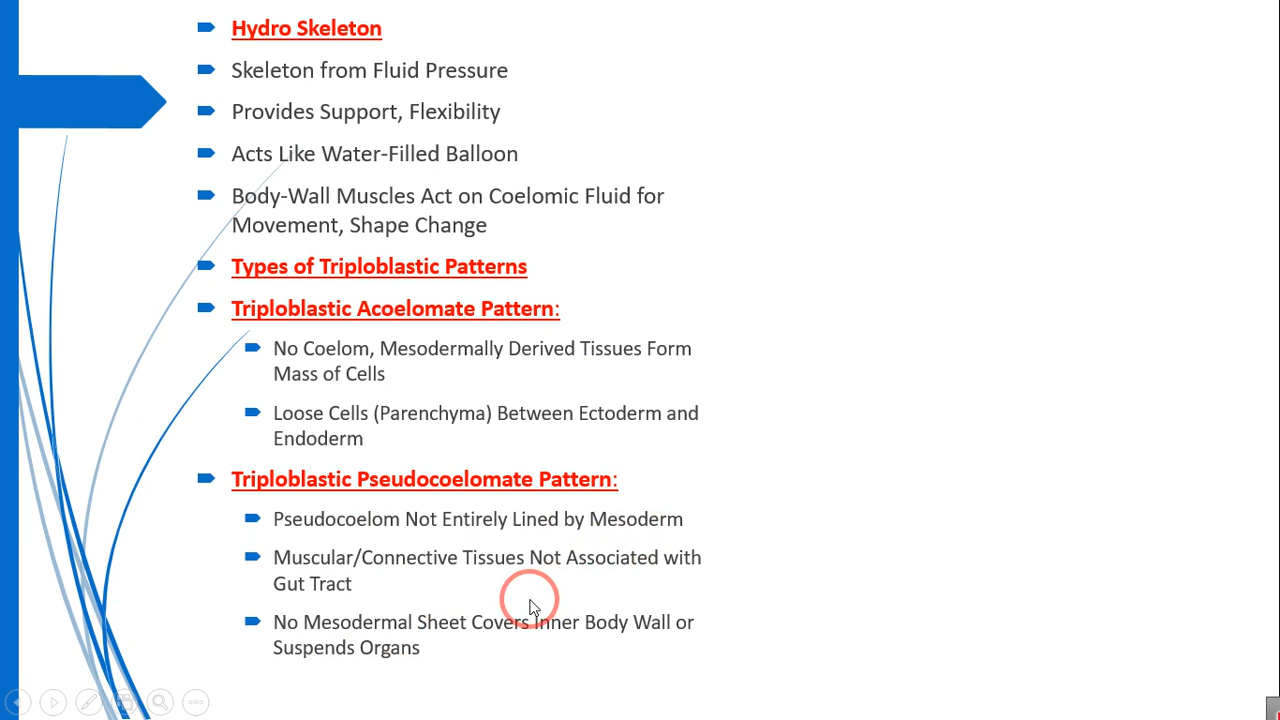 Hydro Skeleton
Skeleton from Fluid Pressure
Provides Support, Flexibility
Acts Like Water-Filled Balloon
Body-Wall Muscles Act on Coelomic Fluid for
Movement, Shape Change
Types of Triploblastic Patterns
Triploblastic Acoelomate Pattern:
No Coelom, Mesodermally Derived Tissues Form
Mass of Cells
Loose Cells (Parenchyma) Between Ectoderm and
Endoderm
Triploblastic Pseudocoelomate Pattern:
Pseudocoelom Not Entirely Lined by Mesoderm
Muscular/Connective Tissues Not Associated with
Gut Tract
No Mesodermal Sheet Covers Inner Body Wall or
Suspends Organs